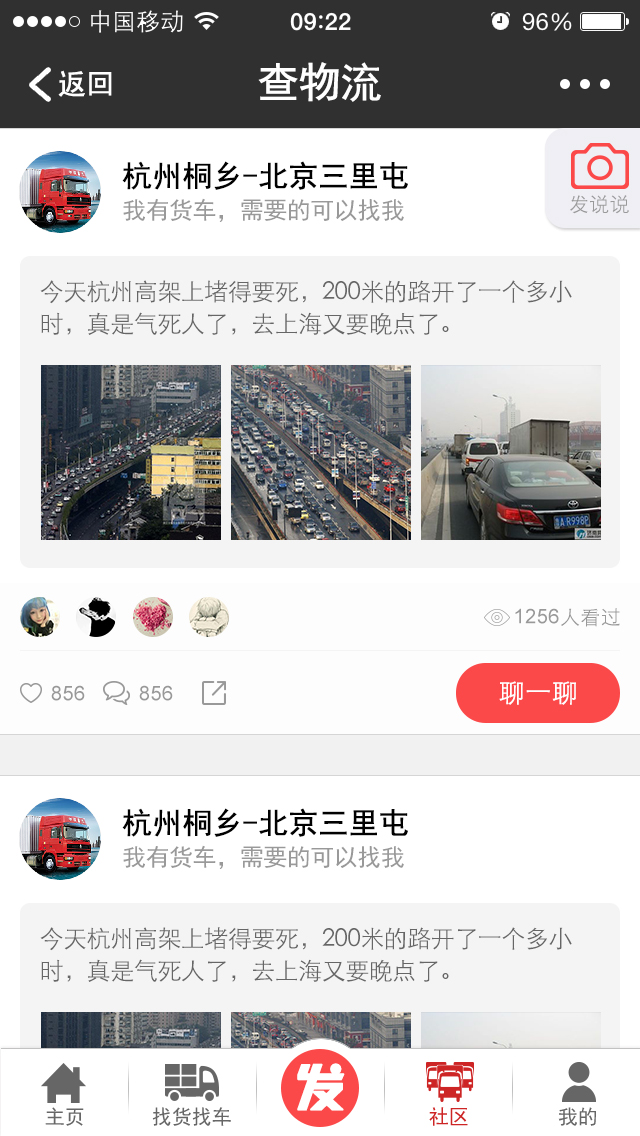 中国移动 09:22 96%
返回 查物流
杭州桐乡-北京三里屯
我有货车，需要的可以找我
发说说
今天杭州高架上堵得要死，200米的路开了一个多小
时，真是气死人了，去上海又要晚点了。
1256人看过
856 856 聊一聊
杭州桐乡-北京三里屯
我有货车，需要的可以找我
今天杭州高架上堵得要死，200米的路开了一个多小
时，真是气死人了，去上海又要晚点了。
发
主页 找货找车 社区 我的